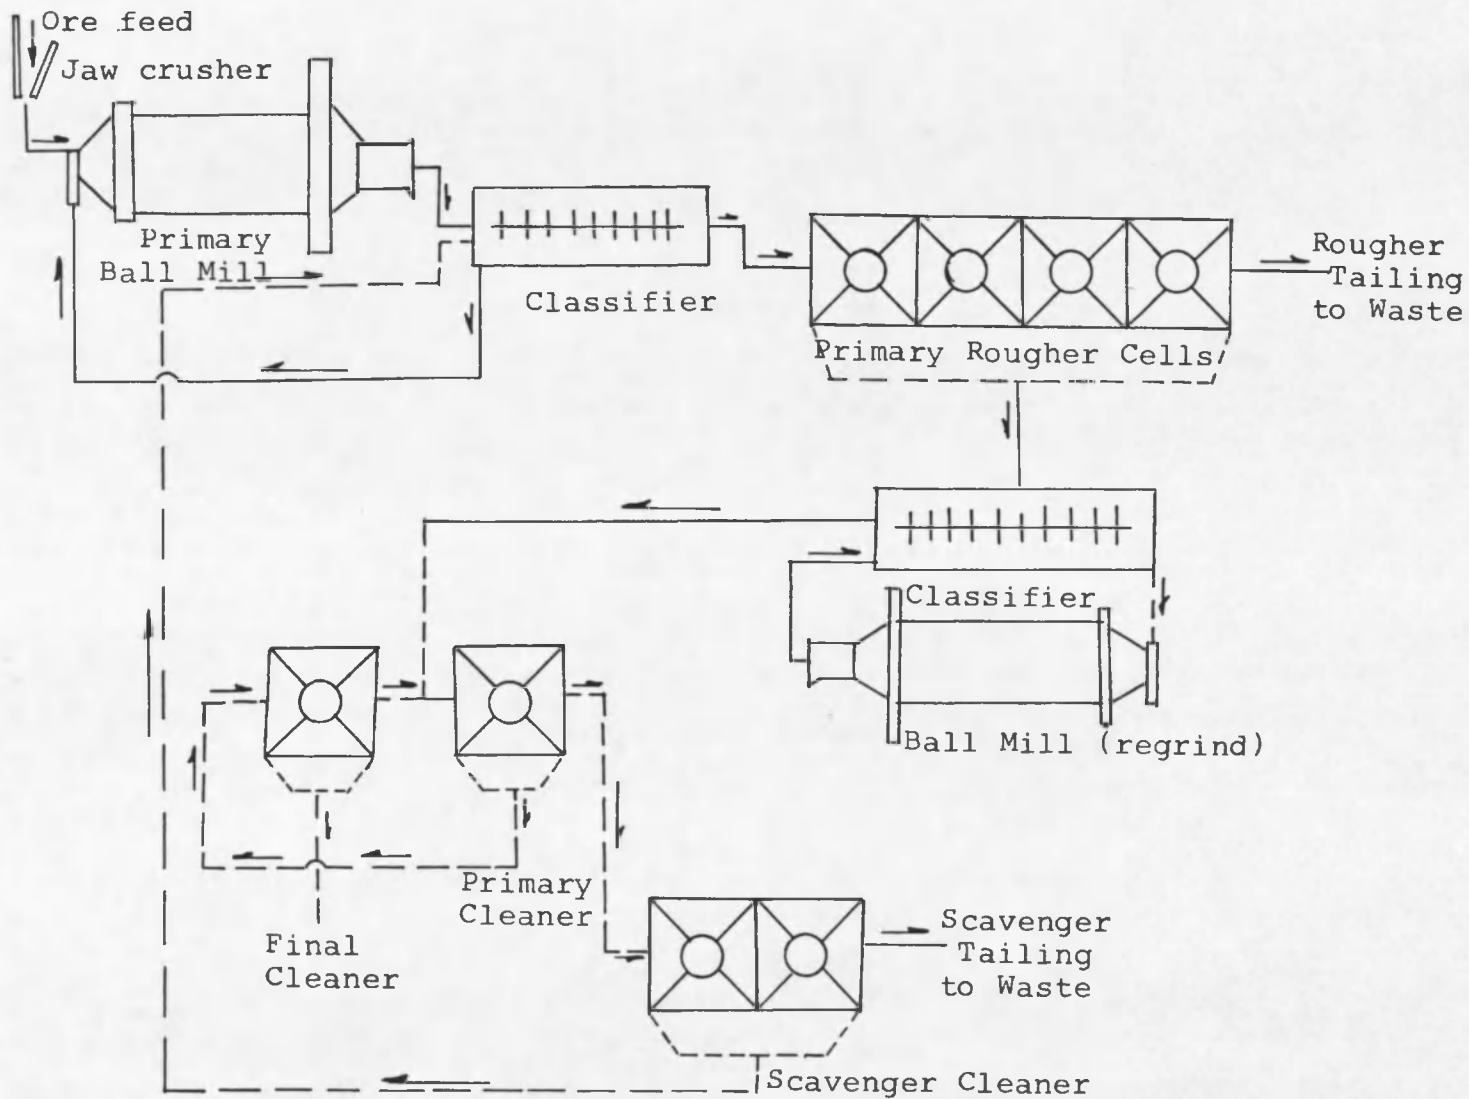 Ore feed
Jaw crusher
Primary
Ball Mill
Classifier
Primary Rougher Cells
Rougher
Tailing
to Waste
Classifier
Ball Mill (regrind)
Primary
Cleaner
Final
Cleaner
Scavenger
Tailing
to Waste
Scavenger Cleaner